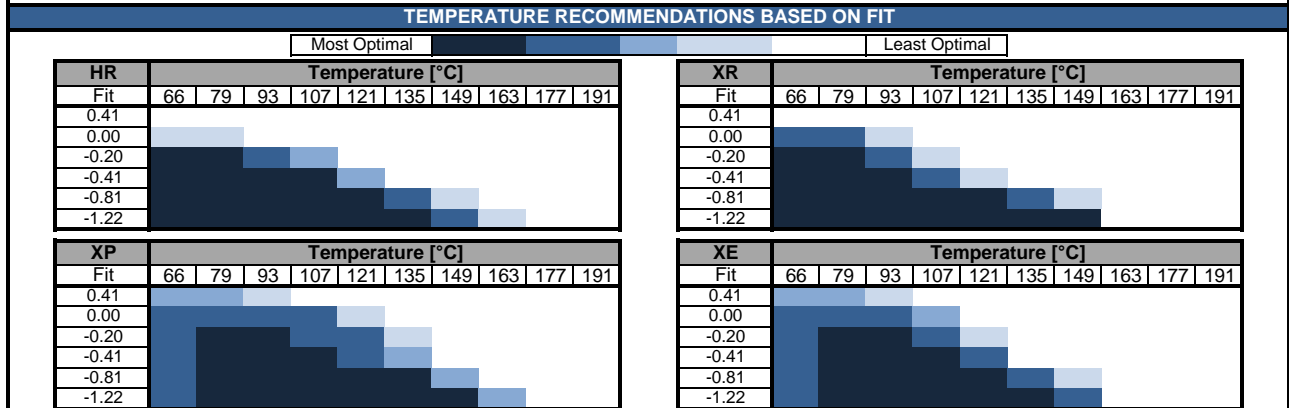 TEMPERATURE RECOMMENDATIONS BASED ON FIT
Most Optimal Least Optimal
HR Temperature [°C]
Fit 66 79 93 107 121 135 149 163 177 191
0.41
0.00
-0.20
-0.41
-0.81
-1.22
XR Temperature [°C]
Fit 66 79 93 107 121 135 149 163 177 191
0.41
0.00
-0.20
-0.41
-0.81
-1.22
XP Temperature [°C]
Fit 66 79 93 107 121 135 149 163 177 191
0.41
0.00
-0.20
-0.41
-0.81
-1.22
XE Temperature [°C]
Fit 66 79 93 107 121 135 149 163 177 191
0.41
0.00
-0.20
-0.41
-0.81
-1.22